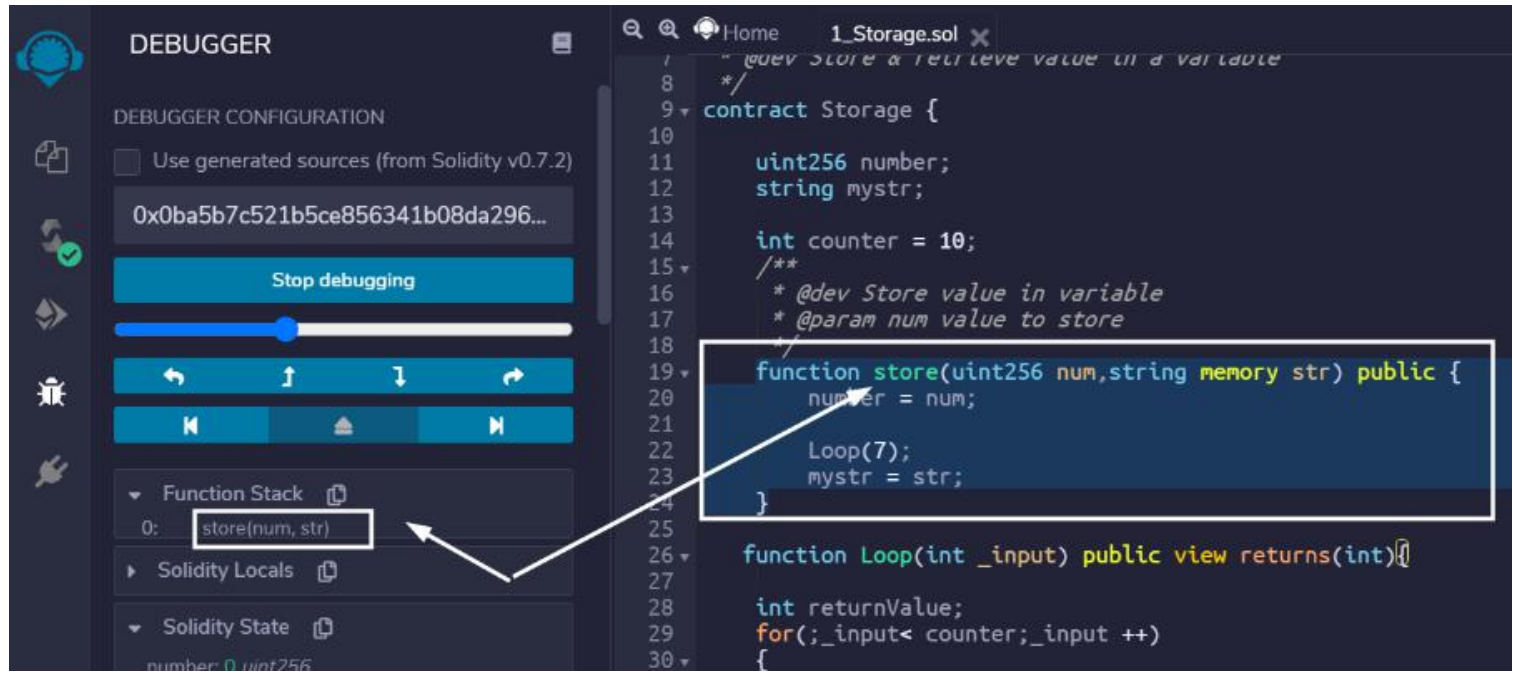 DEBUGGER
DEBUGGER CONFIGURATION
Use generated sources (from Solidity v0.7.2)
0x0ba5b7c521b5ce856341b08da296...
Stop debugging
Function Stack
0: store(num, str)
Solidity Locals
Solidity State
number: 0 uint256
Home 1_Storage.sol
7 * @dev Store & retrieve value in a variable
8 */
9 contract Storage {
10
11 uint256 number;
12 string mystr;
13
14 int counter = 10;
15 /**
16 * @dev Store value in variable
17 * @param num value to store
18 */
19 function store(uint256 num,string memory str) public {
20 number = num;
21
22 Loop(7);
23 mystr = str;
24 }
25
26 function Loop(int _input) public view returns(int){
27
28 int returnValue;
29 for(;_input< counter;_input ++)
30 {